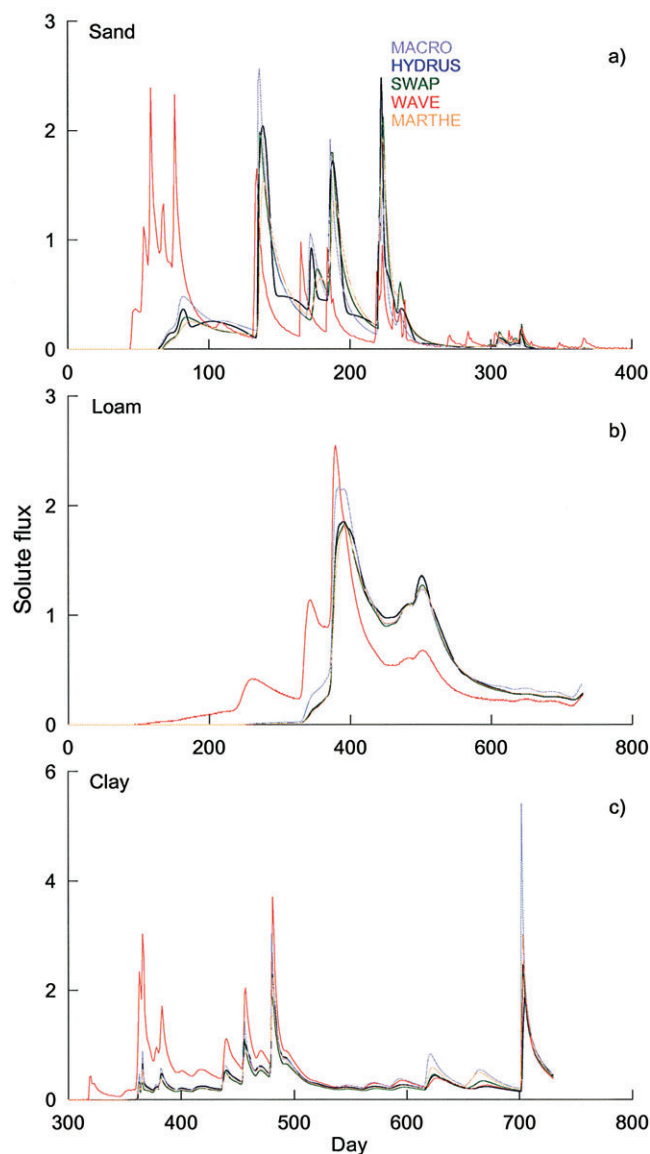 3
Sand
a)
MACRO
HYDRUS
SWAP
WAVE
MARTHE
2
1
0
0 100 200 300 400
3
Loam
b)
2
1
0
0 200 400 600 800
Solute flux
6
Clay
c)
4
2
0
300 400 500 600 700 800
Day